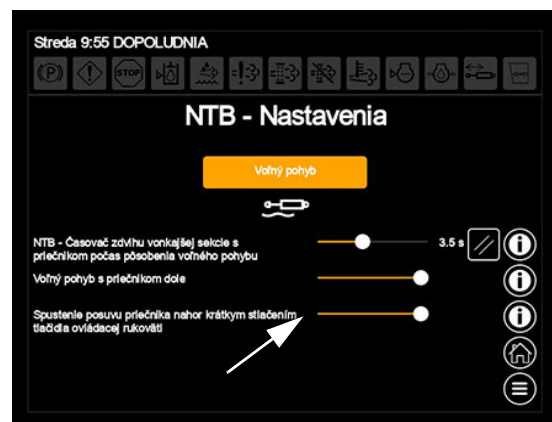 Streda 9:55 DOPOLUDNIA
STOP
NTB - Nastavenia
Voľný pohyb
NTB - Časovač zdvihu vonkajšej sekcie s
priečnikom počas pôsobenia voľného pohybu
3.5 s
Voľný pohyb s priečnikom dole
Spustenie posuvu priečnika nahor krátkym stlačením
tlačidla ovládacej rukoväti